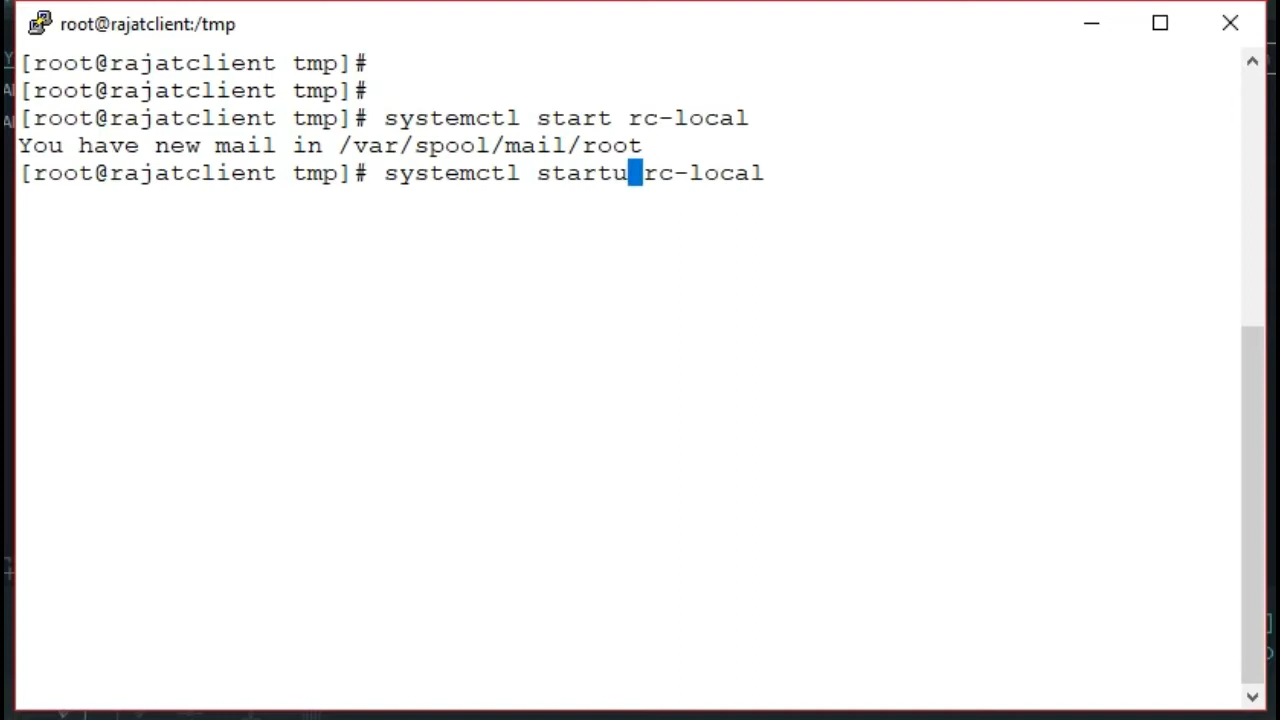 root@rajatclient:/tmp
[root@rajatclient tmp]#
[root@rajatclient tmp]#
[root@rajatclient tmp]# systemctl start rc-local
You have new mail in /var/spool/mail/root
[root@rajatclient tmp]# systemctl startu rc-local